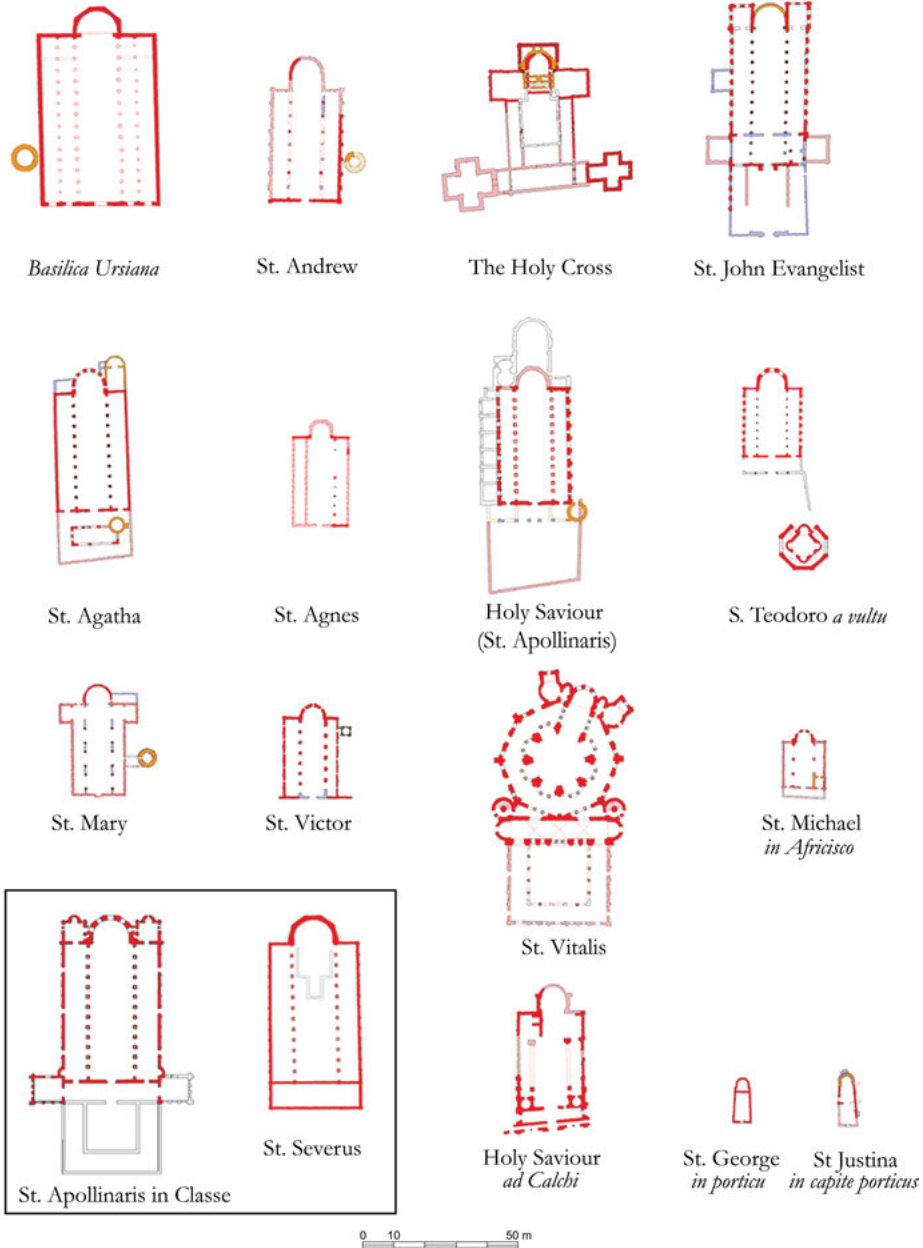 Basilica Ursiana
St. Andrew
The Holy Cross
St. John Evangelist
St. Agatha
St. Agnes
Holy Saviour
(St. Apollinaris)
S. Teodoro a vultu
St. Mary
St. Victor
St. Vitalis
St. Michael
in Africisco
St. Apollinaris in Classe
St. Severus
Holy Saviour
ad Calchi
St. George
in porticu
St Justina
in capite porticus
0 10 50 m